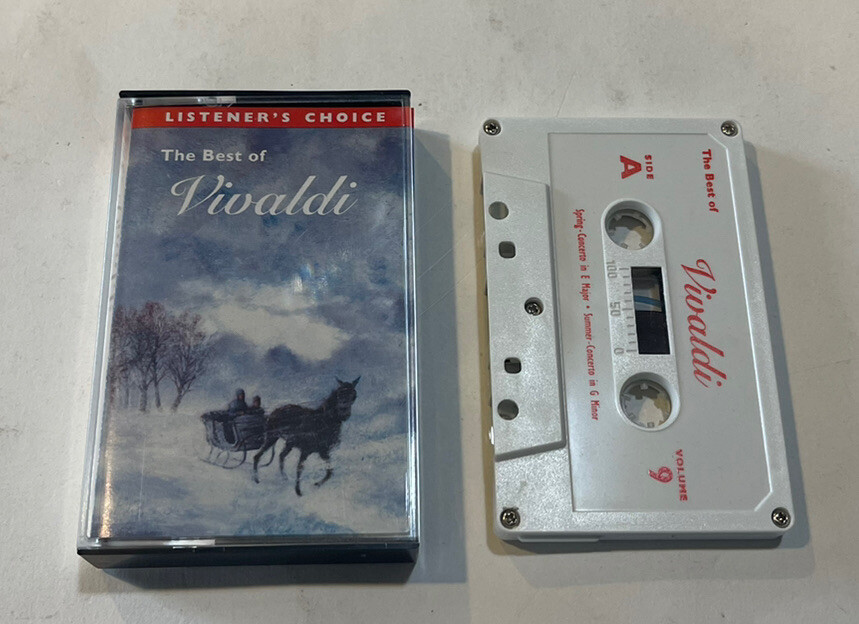 LISTENER'S CHOICE
The Best of
Vivaldi
The Best of
Vivaldi
SIDE
A
VOLUME
9
100 50 0
Spring-Concerto in E Major • Summer-Concerto in G Minor